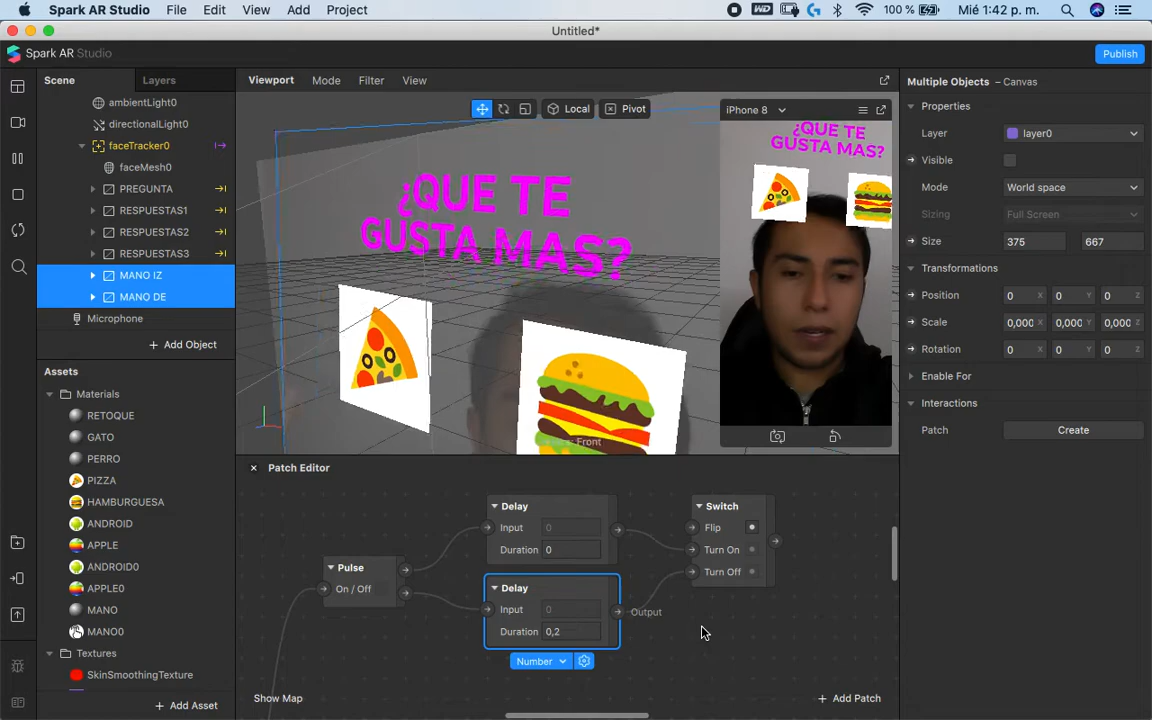 Spark AR Studio File Edit View Add Project
100 % Mié 1:42 p. m.
Untitled*
Spark AR Studio
Publish
Scene
Layers
ambientLight0
directionalLight0
faceTracker0
faceMesh0
PREGUNTA
RESPUESTAS1
RESPUESTAS2
RESPUESTAS3
MANO IZ
MANO DE
Microphone
Add Object
Assets
Materials
RETOQUE
GATO
PERRO
PIZZA
HAMBURGUESA
ANDROID
APPLE
ANDROID0
APPLE0
MANO
MANO0
Textures
SkinSmoothingTexture
Add Asset
Viewport Mode Filter View
Local
Pivot
¿QUE TE
GUSTA MAS?
Front
iPhone 8
¿QUE TE
GUSTA MAS?
Patch Editor
Pulse
On / Off
Delay
Input 0
Duration 0
Delay
Input 0
Duration 0,2
Number
Output
Switch
Flip
Turn On
Turn Off
Show Map
Add Patch
Multiple Objects – Canvas
Properties
Layer layer0
Visible
Mode World space
Sizing Full Screen
Size 375 667
Transformations
Position 0 X 0 Y 0 Z
Scale 0,000 X 0,000 Y 0,000 Z
Rotation 0 X 0 Y 0 Z
Enable For
Interactions
Patch Create